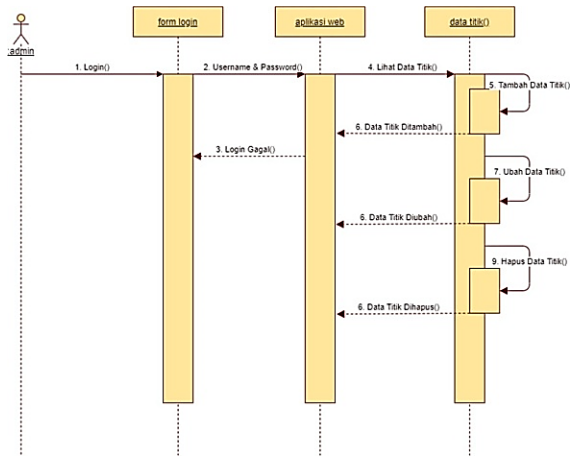 form login
aplikasi web
data titik()
:admin
1. Login()
2. Username & Password()
4. Lihat Data Titik()
5. Tambah Data Titik()
6. Data Titik Ditambah()
3. Login Gagal()
7. Ubah Data Titik()
6. Data Titik Diubah()
9. Hapus Data Titik()
6. Data Titik Dihapus()